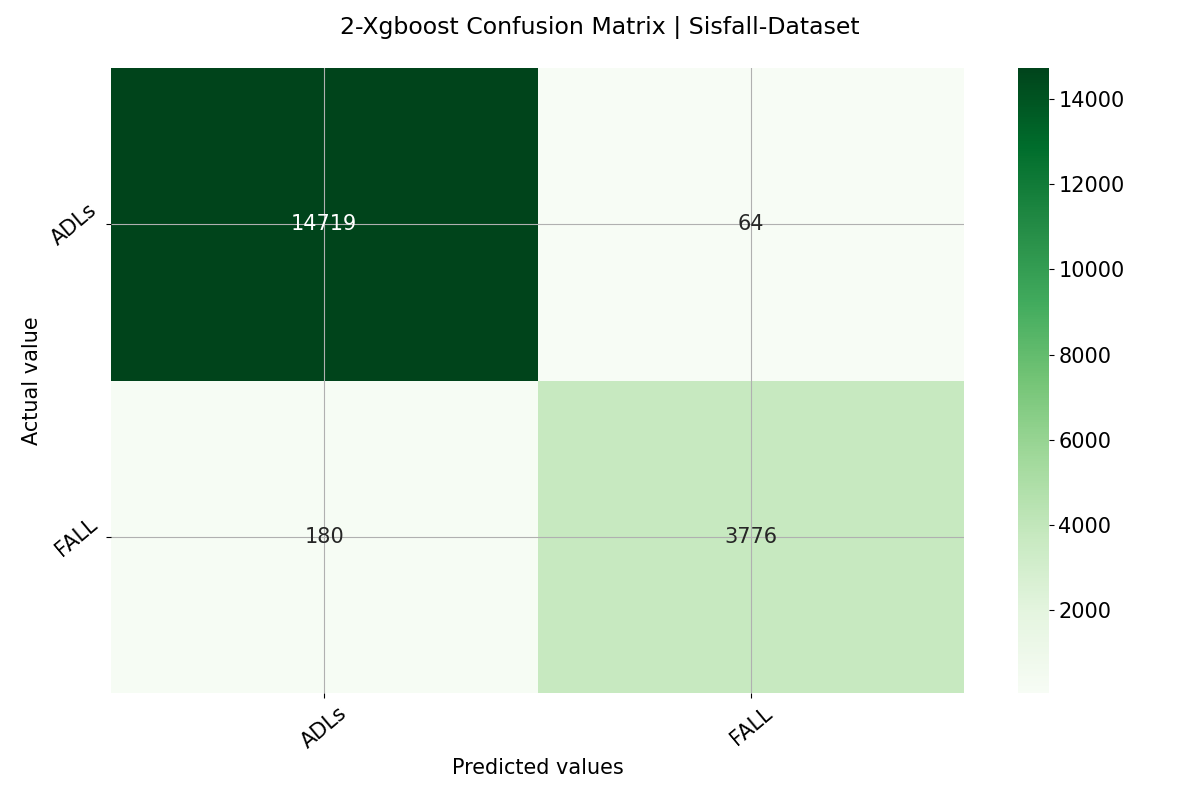 2-Xgboost Confusion Matrix | Sisfall-Dataset
14719
64
180
3776
ADLs
FALL
Actual value
ADLs
FALL
Predicted values
14000
12000
10000
8000
6000
4000
2000